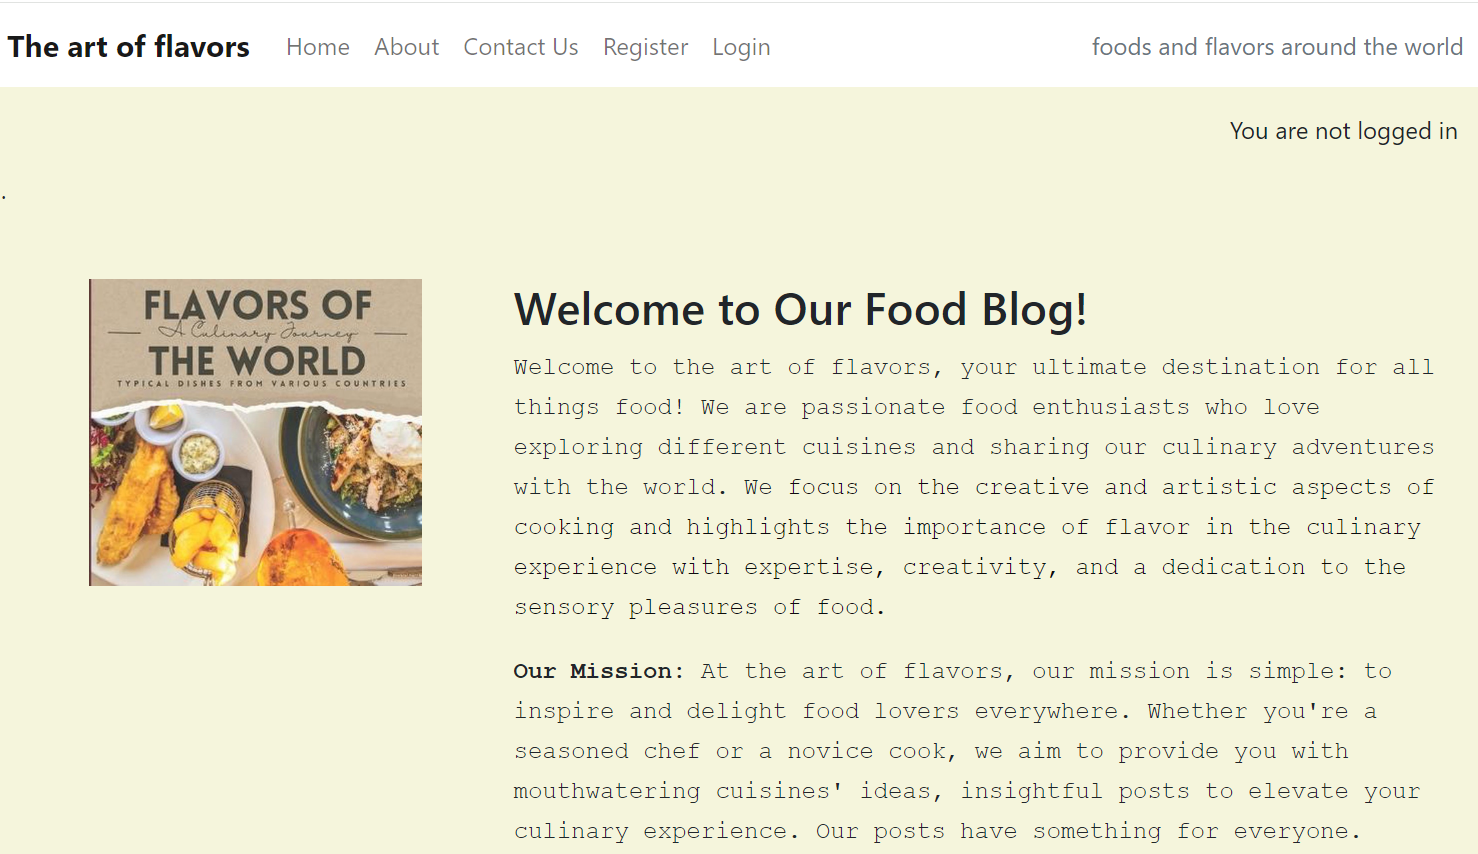 The art of flavors Home About Contact Us Register Login foods and flavors around the world
You are not logged in
.
FLAVORS OF
A Culinary Journey
THE WORLD
TYPICAL DISHES FROM VARIOUS COUNTRIES
Welcome to Our Food Blog!
Welcome to the art of flavors, your ultimate destination for all
things food! We are passionate food enthusiasts who love
exploring different cuisines and sharing our culinary adventures
with the world. We focus on the creative and artistic aspects of
cooking and highlights the importance of flavor in the culinary
experience with expertise, creativity, and a dedication to the
sensory pleasures of food.
Our Mission: At the art of flavors, our mission is simple: to
inspire and delight food lovers everywhere. Whether you're a
seasoned chef or a novice cook, we aim to provide you with
mouthwatering cuisines' ideas, insightful posts to elevate your
culinary experience. Our posts have something for everyone.